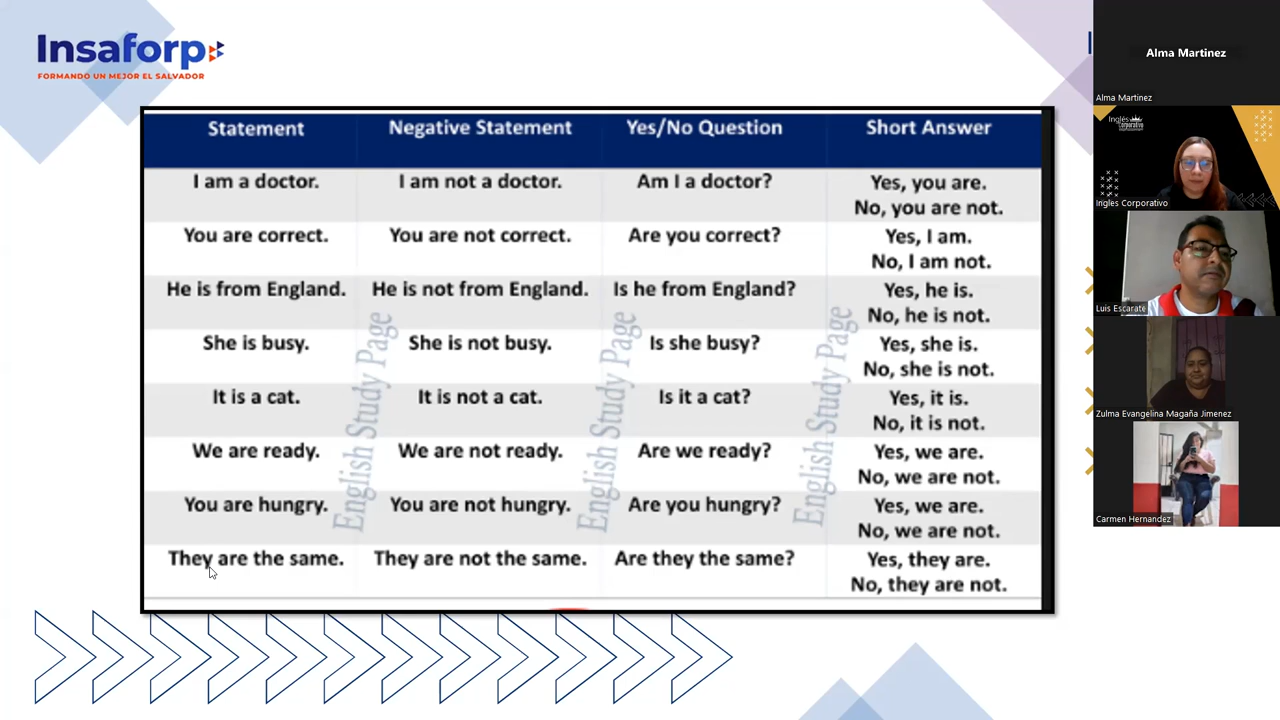 Insaforp
FORMANDO UN MEJOR EL SALVADOR
Statement Negative Statement Yes/No Question Short Answer
I am a doctor. I am not a doctor. Am I a doctor? Yes, you are.
No, you are not.
You are correct. You are not correct. Are you correct? Yes, I am.
No, I am not.
He is from England. He is not from England. Is he from England? Yes, he is.
No, he is not.
She is busy. She is not busy. Is she busy? Yes, she is.
No, she is not.
It is a cat. It is not a cat. Is it a cat? Yes, it is.
No, it is not.
We are ready. We are not ready. Are we ready? Yes, we are.
No, we are not.
You are hungry. You are not hungry. Are you hungry? Yes, we are.
No, we are not.
They are the same. They are not the same. Are they the same? Yes, they are.
No, they are not.
English Study Page
English Study Page
English Study Page
Alma Martinez
Alma Martinez
Inglés
Corporativo
Ingles Corporativo
Luis Escarate
Zulma Evangelina Magaña Jimenez
Carmen Hernandez